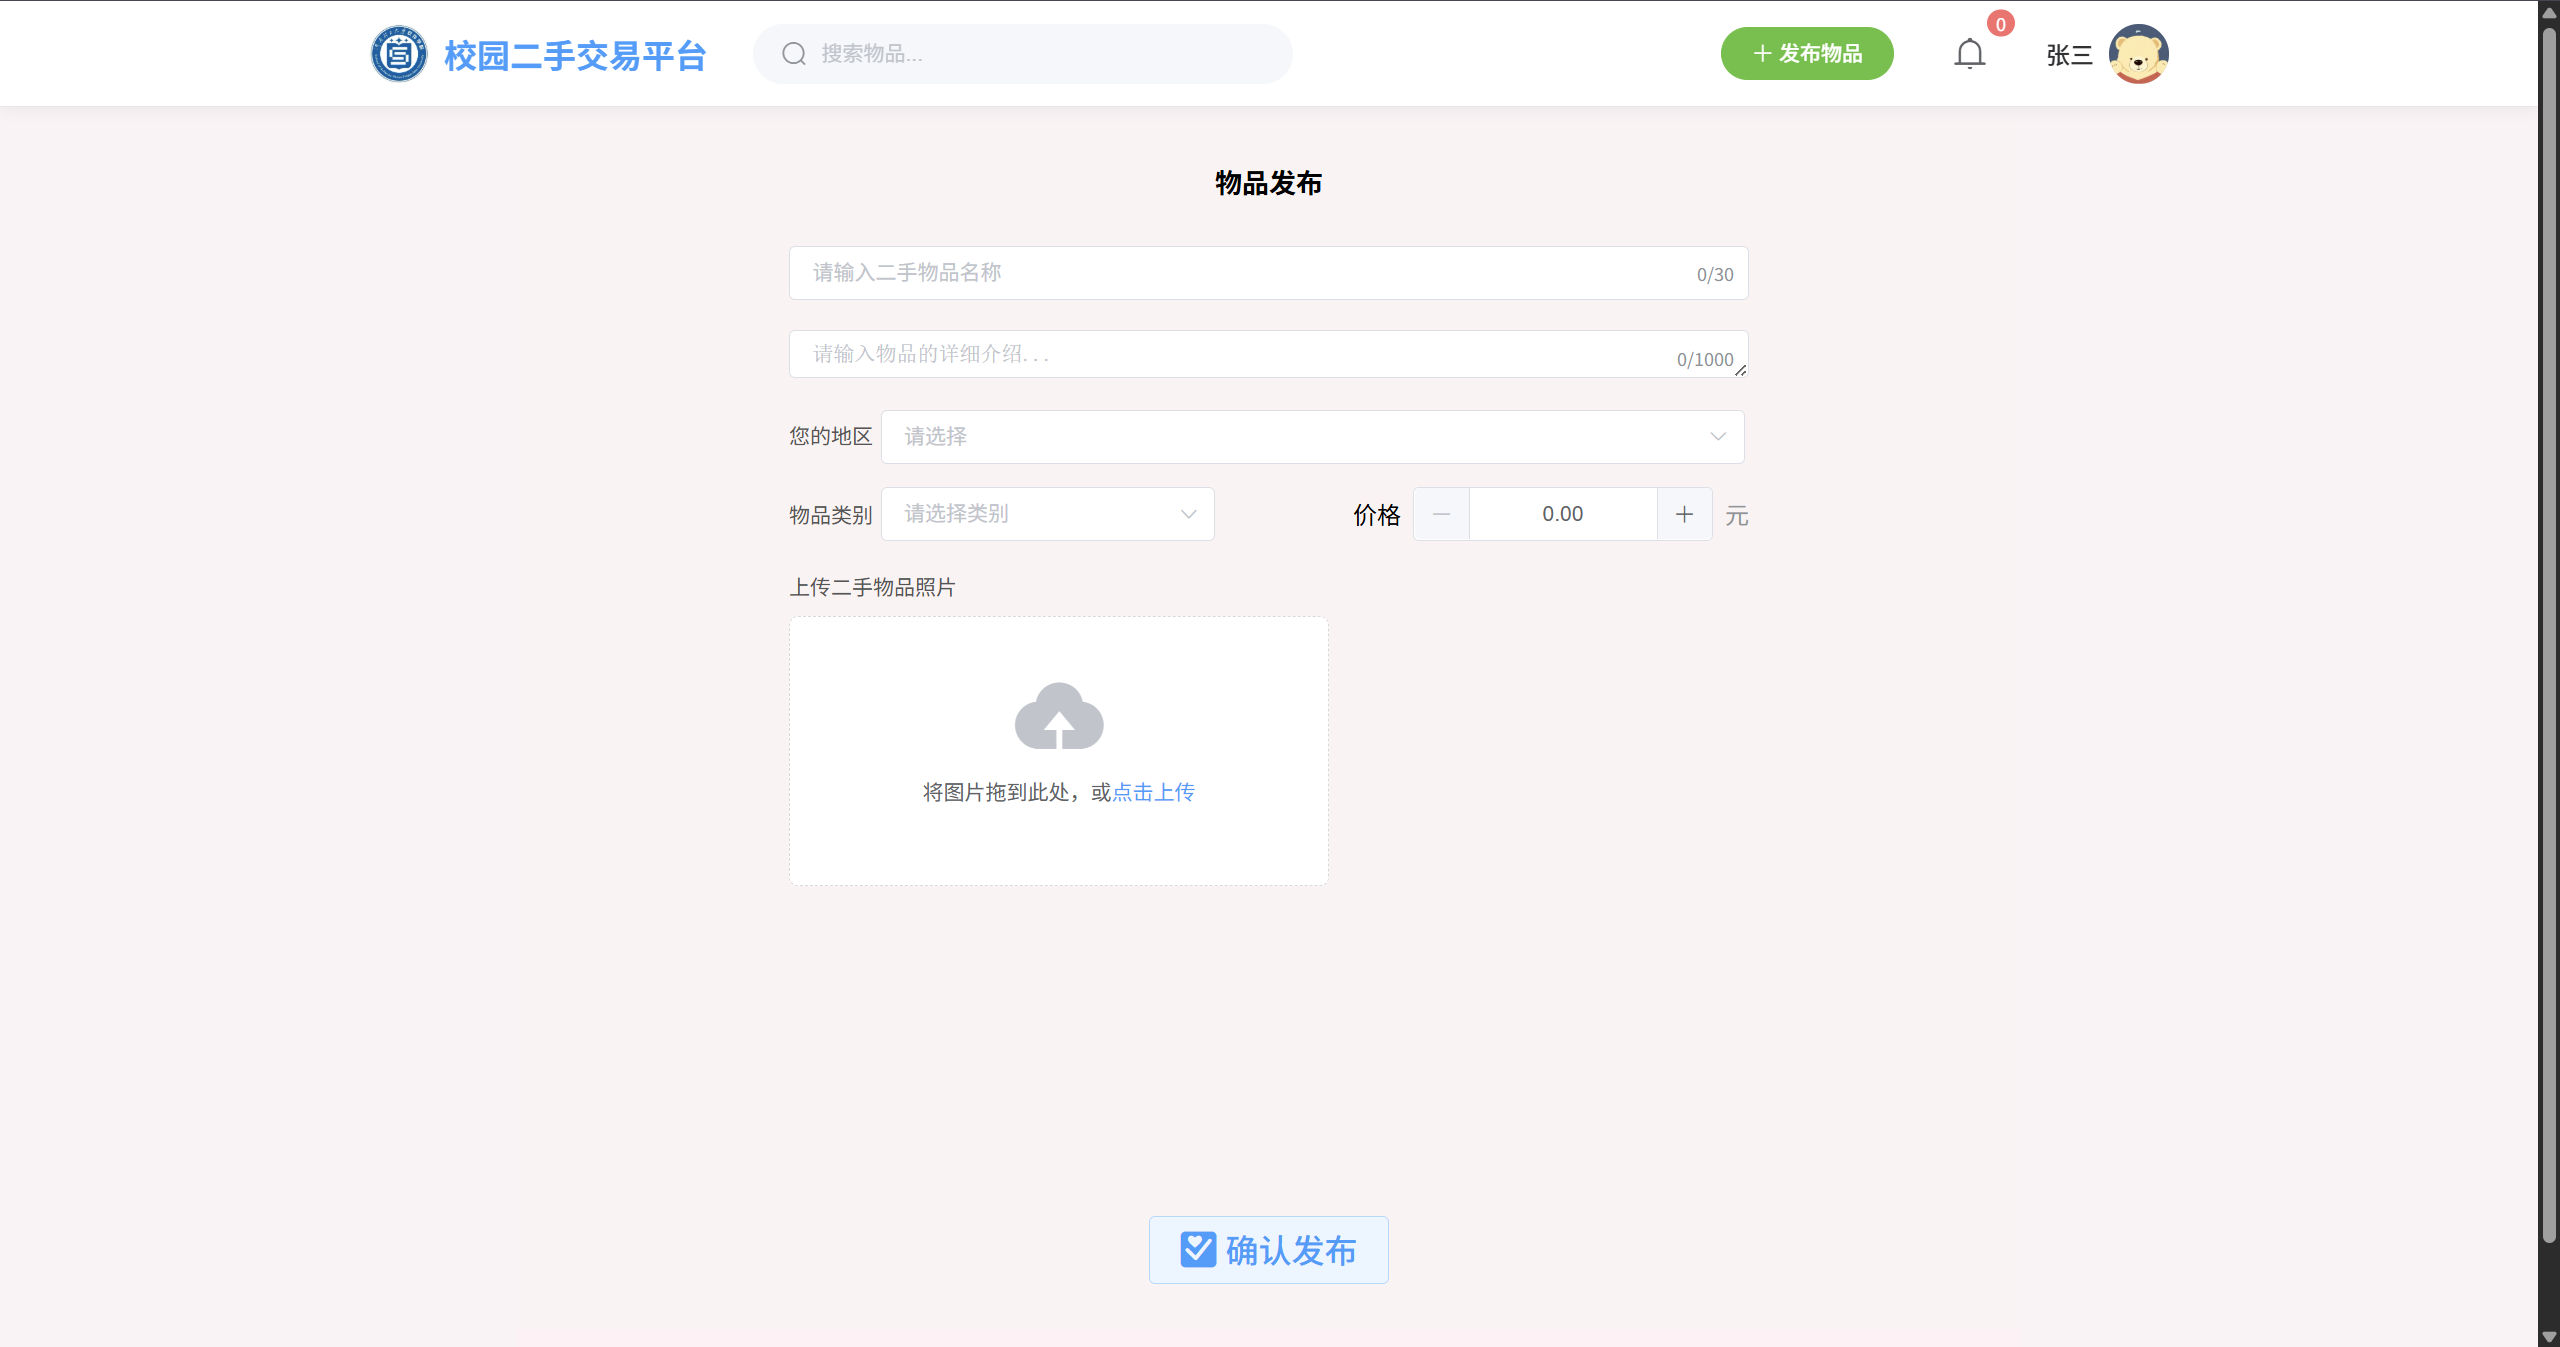 校园二手交易平台
搜索物品...
发布物品
0
张三
物品发布
请输入二手物品名称
0/30
请输入物品的详细介绍...
0/1000
您的地区
请选择
物品类别
请选择类别
价格
0.00
元
上传二手物品照片
将图片拖到此处，或点击上传
确认发布